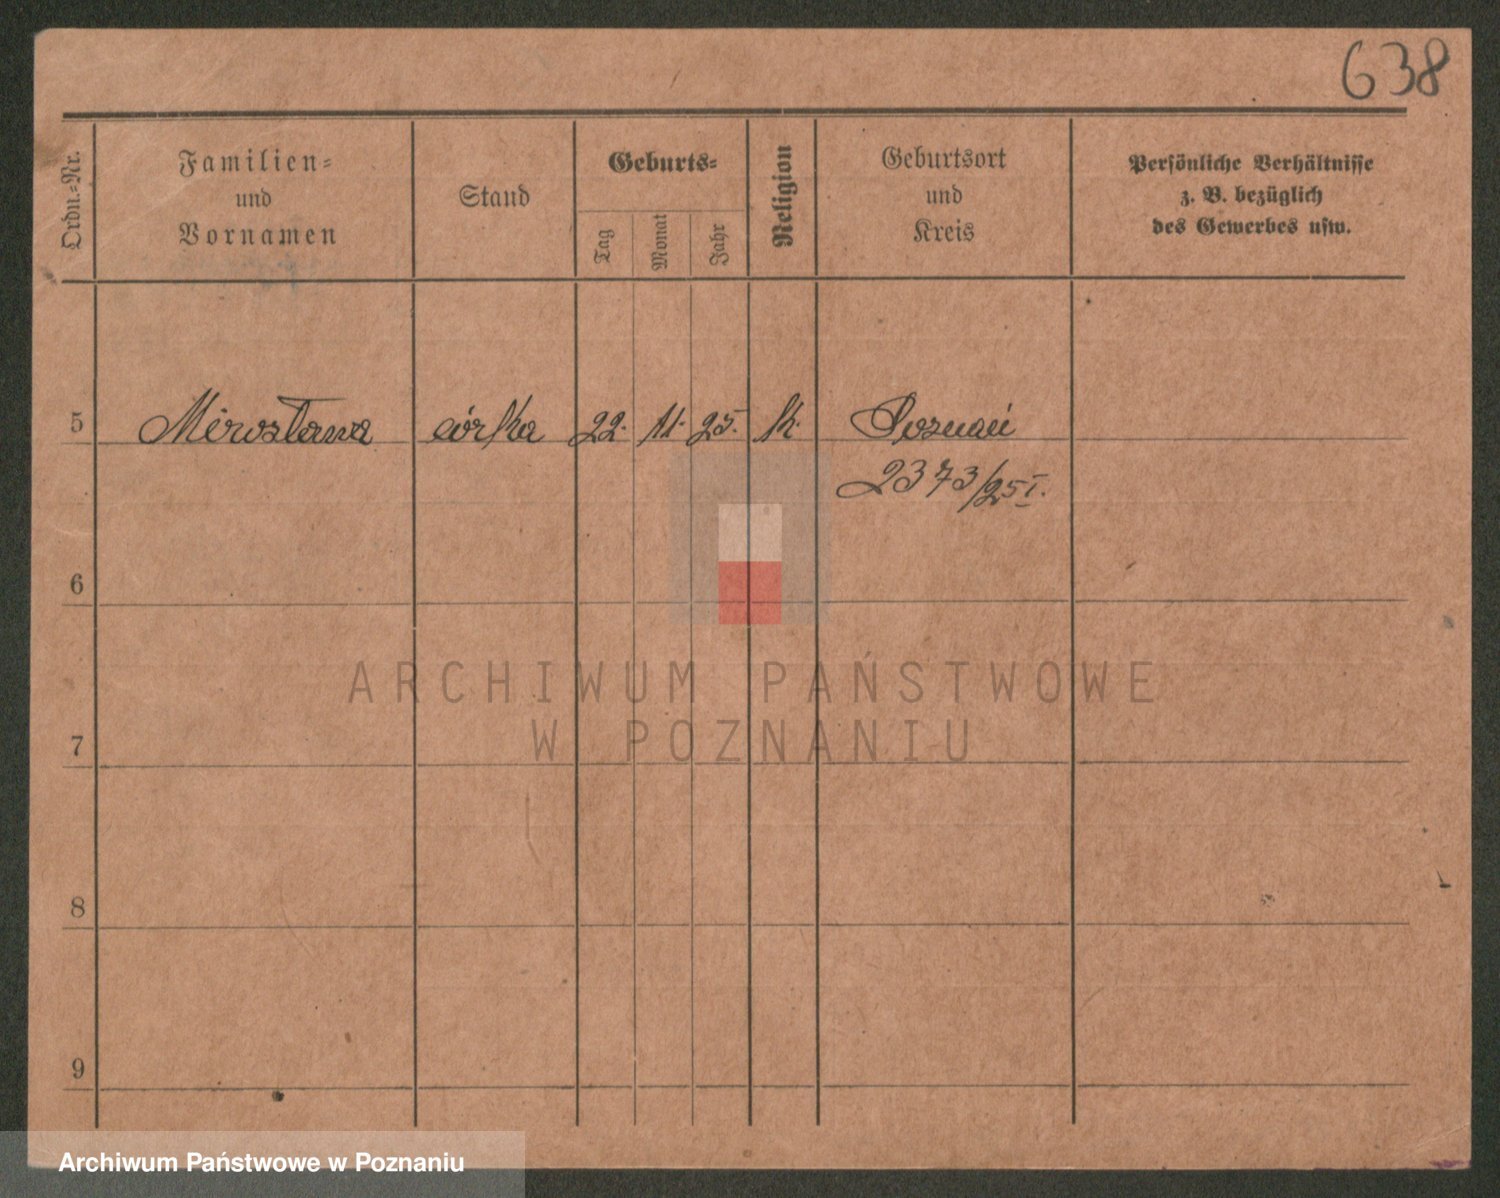 638
Ordn.=Nr.
Familien=
und
Vornamen
Stand
Geburts=
Tag
Monat
Jahr
Religion
Geburtsort
und
Kreis
Persönliche Verhältnisse
z. B. bezüglich
des Gewerbes usw.
5 Mirosława córka 22. 11. 25. k. Poznań
2373/25 I.
6
7
8
9
ARCHIWUM PAŃSTWOWE
W POZNANIU
Archiwum Państwowe w Poznaniu